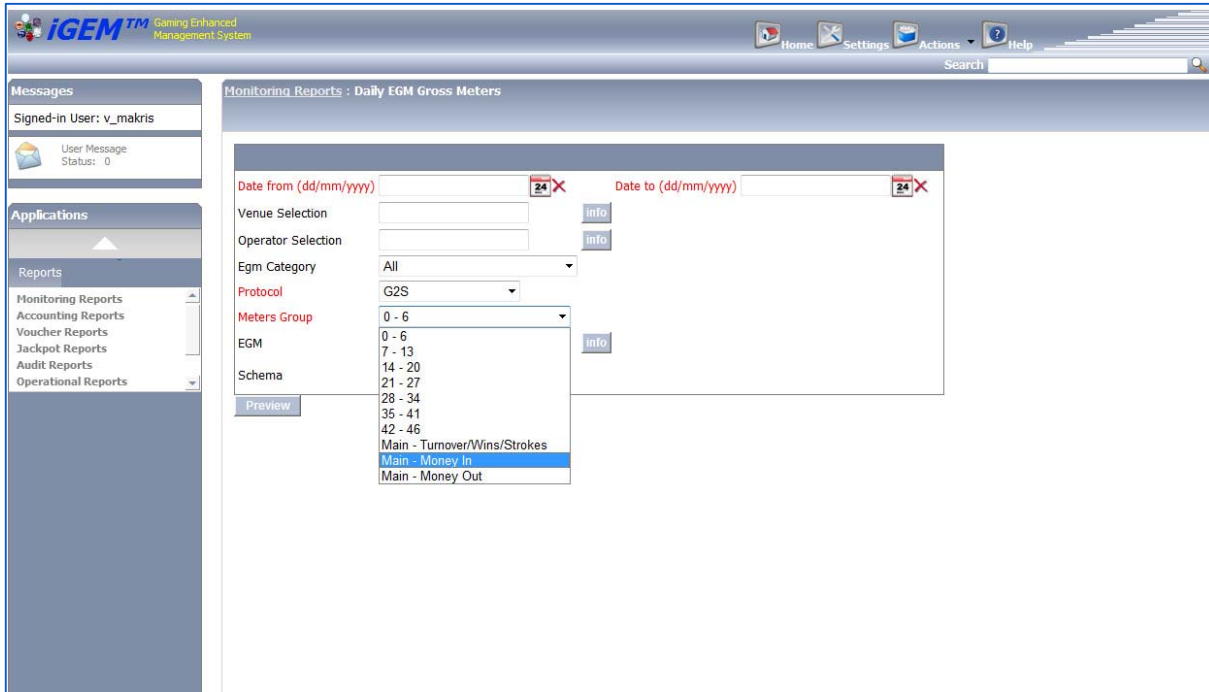 iGEM™ Gaming Enhanced
Management System
Home Settings Actions Help
Search
Messages
Signed-in User: v_makris
User Message
Status: 0
Applications
Reports
Monitoring Reports
Accounting Reports
Voucher Reports
Jackpot Reports
Audit Reports
Operational Reports
Monitoring Reports : Daily EGM Gross Meters
Date from (dd/mm/yyyy) 24 Date to (dd/mm/yyyy) 24
Venue Selection info
Operator Selection info
Egm Category All
Protocol G2S
Meters Group 0 - 6
EGM info
Schema
0 - 6
7 - 13
14 - 20
21 - 27
28 - 34
35 - 41
42 - 46
Main - Turnover/Wins/Strokes
Main - Money In
Main - Money Out
Preview